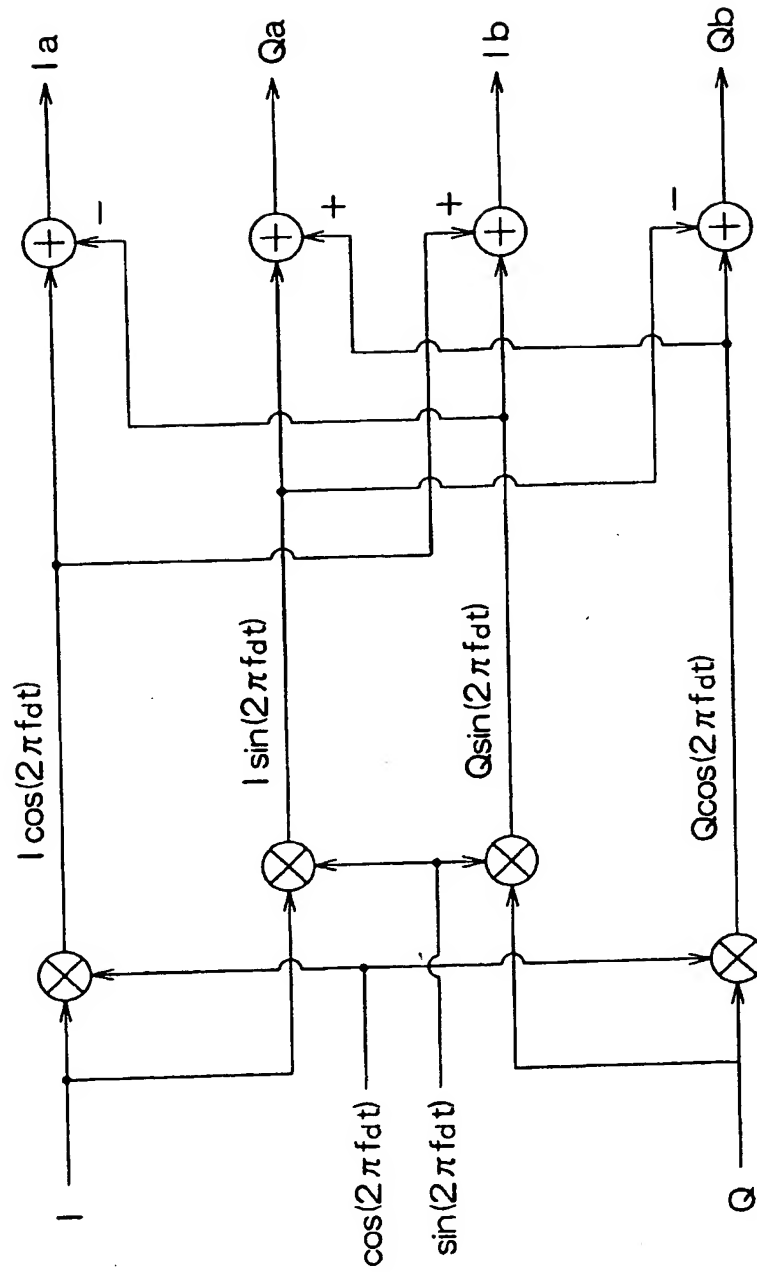 I
cos(2πfdt)
sin(2πfdt)
Q
I cos(2πfdt)
I sin(2πfdt)
Qsin(2πfdt)
Qcos(2πfdt)
−
+
+
−
Ia
Qa
Ib
Qb